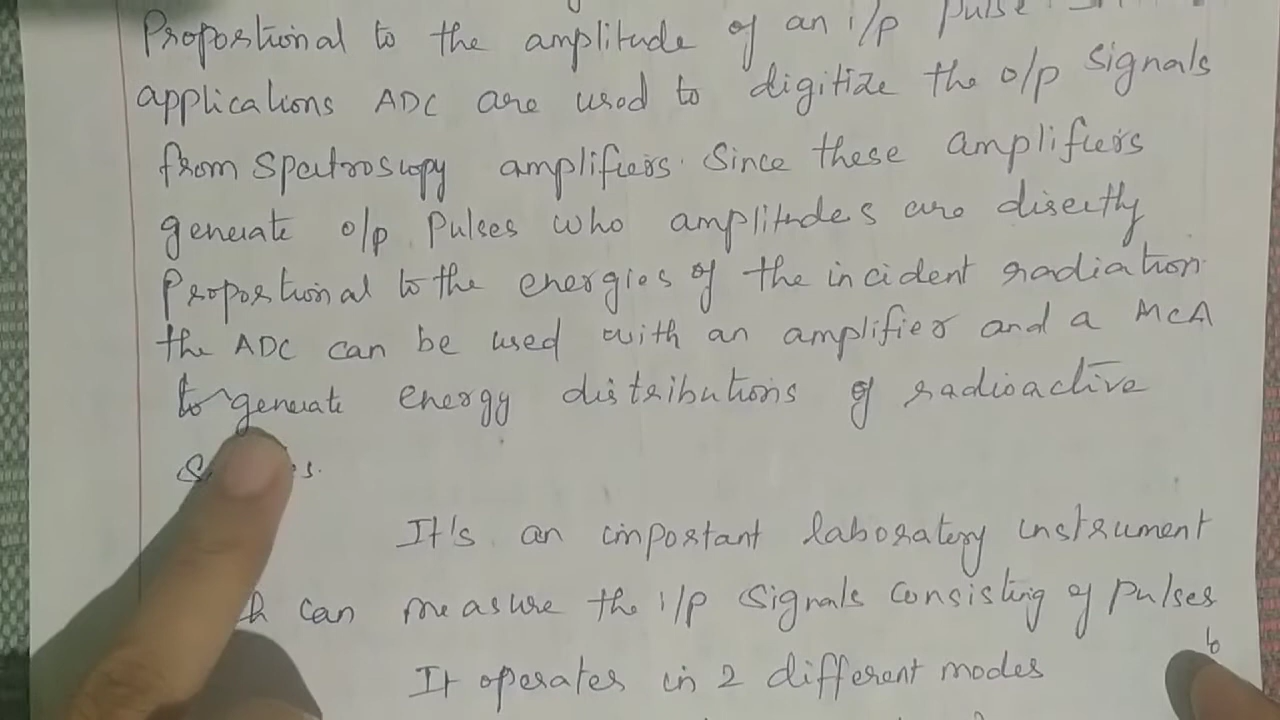 Proportional to the amplitude of an i/p pulse
applications ADC are used to digitize the o/p signals
from spectroscopy amplifiers. Since these amplifiers
generate o/p pulses who amplitudes are directly
proportional to the energies of the incident radiation
the ADC can be used with an amplifier and a MCA
to generate energy distributions of radioactive
It's an important laboratory instrument
can measure the i/p signals consisting of pulses
It operates in 2 different modes